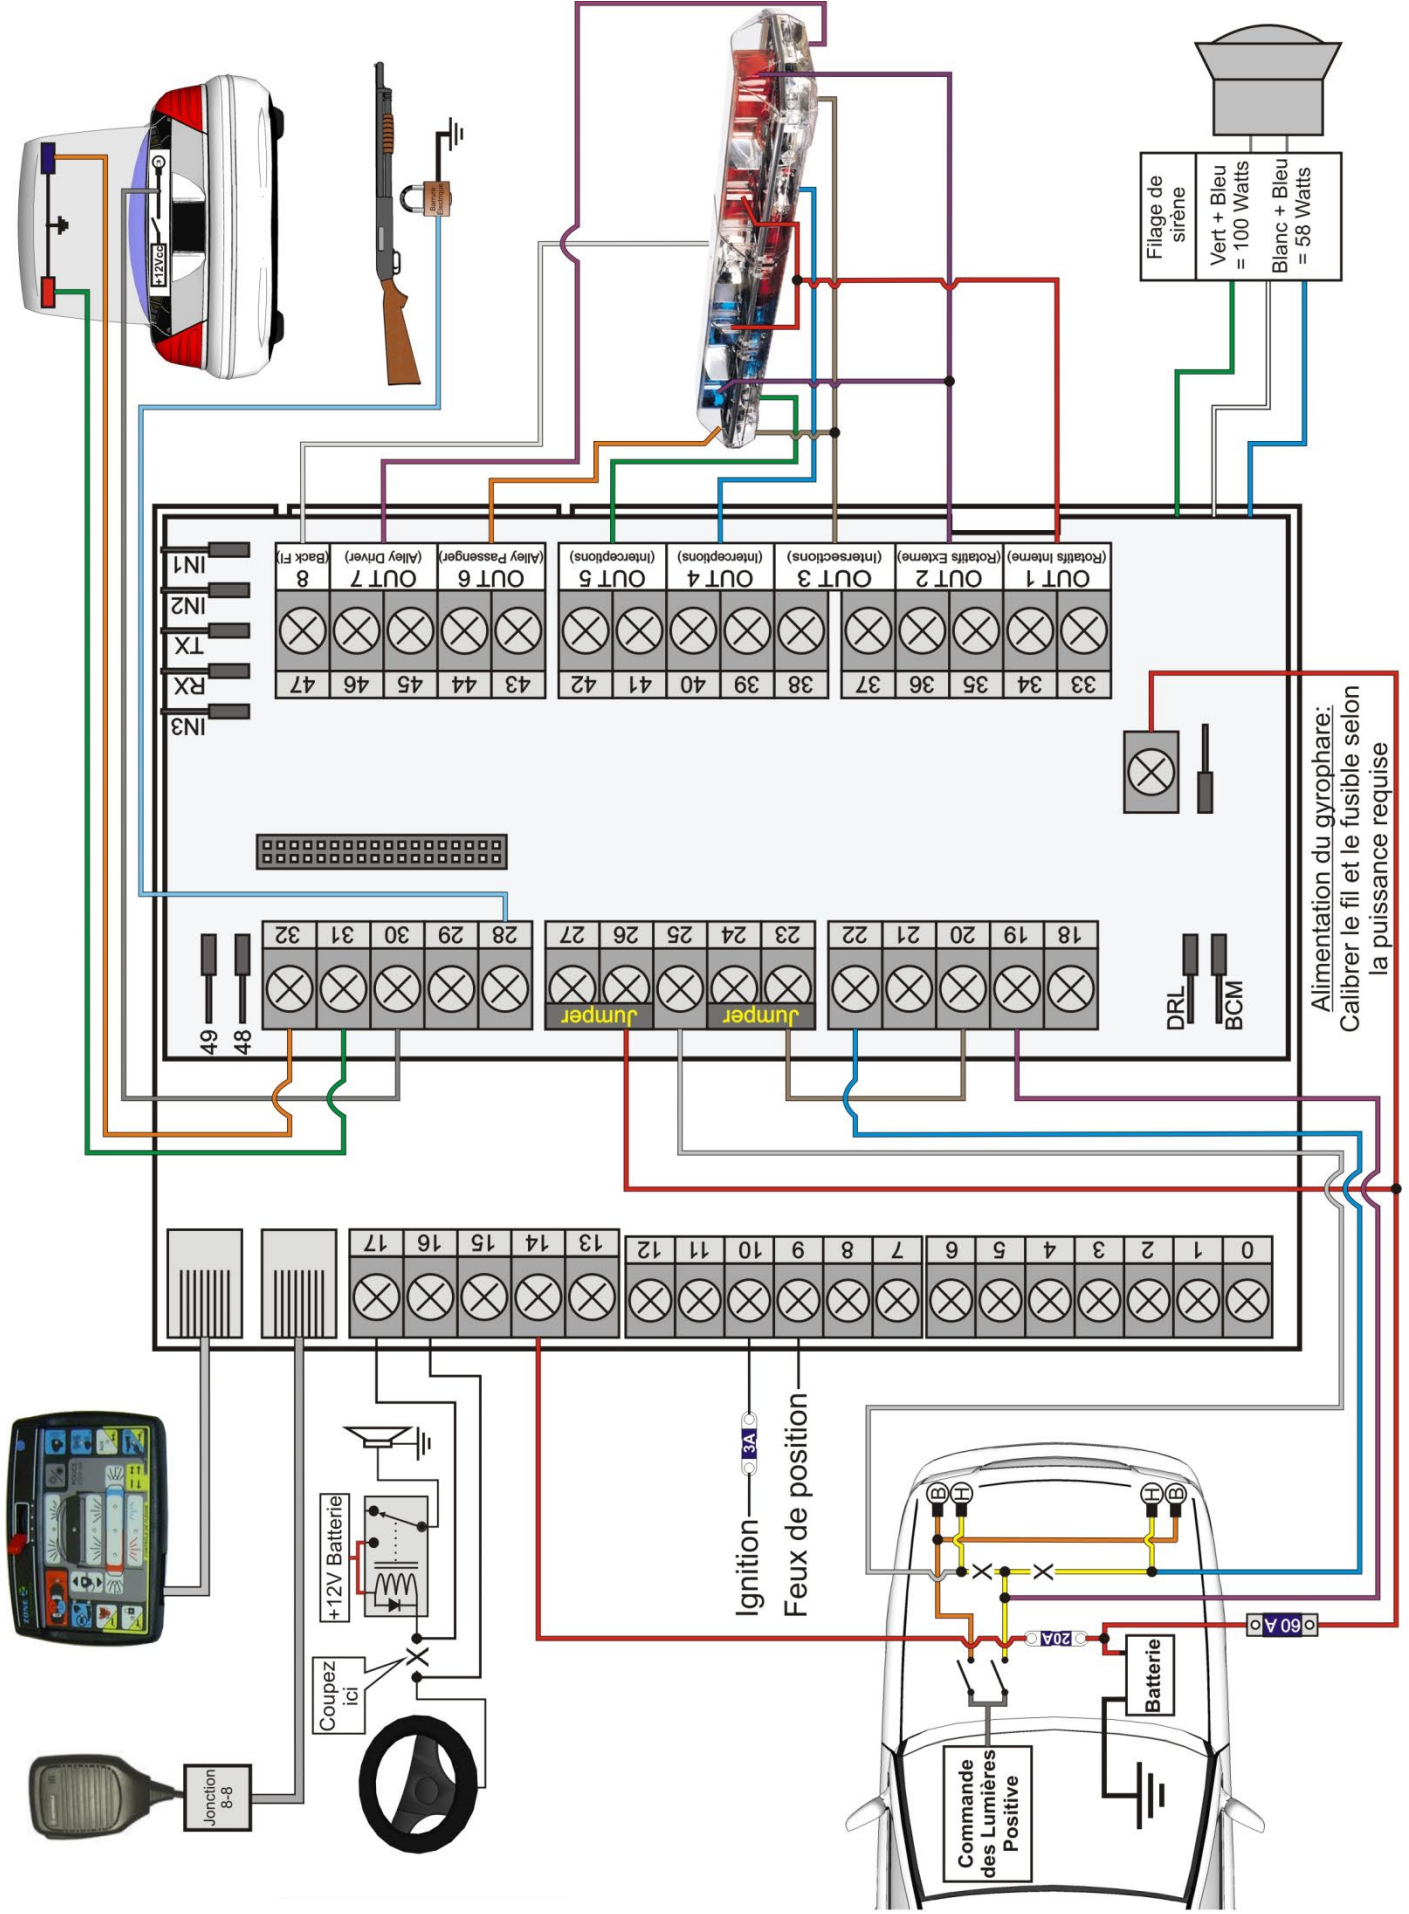 +12Vcc
Barrure
Electrique
Filage de
sirène
Vert + Bleu
= 100 Watts
Blanc + Bleu
= 58 Watts
IN1
IN2
TX
RX
IN3
8
(Back Fl)
OUT 7
(Alley Driver)
OUT 6
(Alley Passenger)
OUT 5
(Interceptions)
OUT 4
(Interceptions)
OUT 3
(Intersections)
OUT 2
(Rotatifs Externe)
OUT 1
(Rotatifs Interne)
47 46 45 44 43 42 41 40 39 38 37 36 35 34 33
Alimentation du gyrophare:
Calibrer le fil et le fusible selon
la puissance requise
32 31 30 29 28 27 26 25 24 23 22 21 20 19 18
Jumper
Jumper
49
48
DRL
BCM
17 16 15 14 13 12 11 10 9 8 7 6 5 4 3 2 1 0
+12V Batterie
Coupez
ici
3A
Ignition
Feux de position
Jonction
8-8
B
H
H
B
20A
60 A
Batterie
Commande
des Lumières
Positive